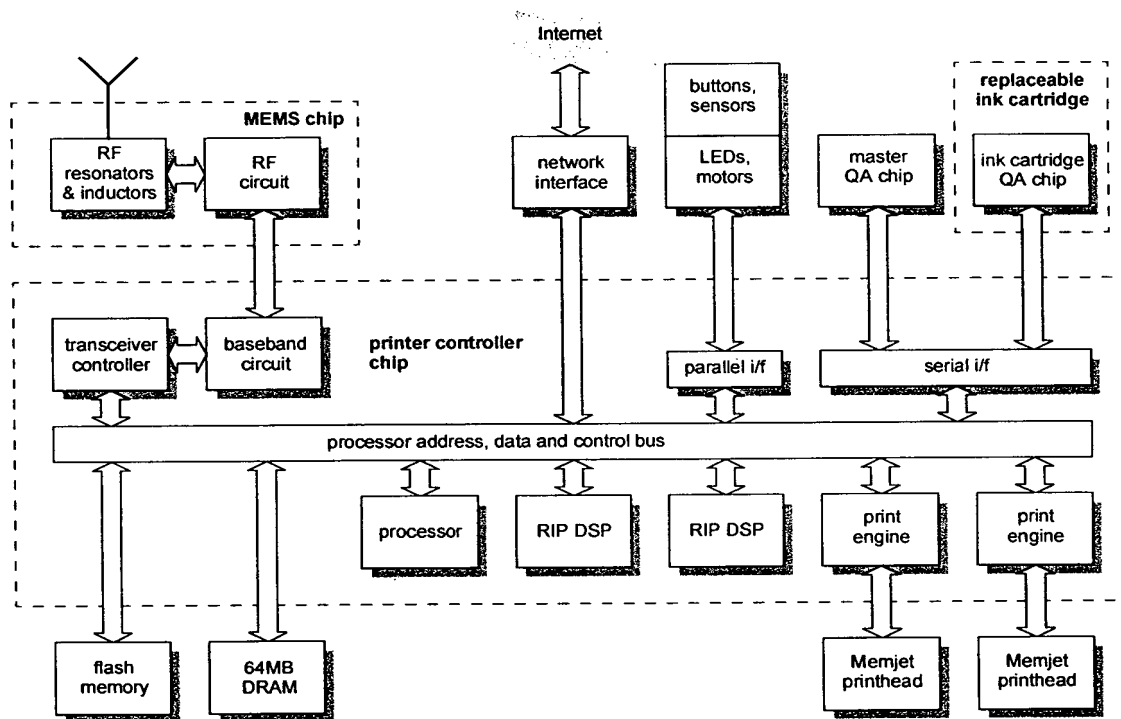 Internet
MEMS chip
RF
resonators
& inductors
RF
circuit
network
interface
buttons,
sensors
LEDs,
motors
master
QA chip
replaceable
ink cartridge
ink cartridge
QA chip
transceiver
controller
baseband
circuit
printer controller
chip
parallel i/f
serial i/f
processor address, data and control bus
processor
RIP DSP
RIP DSP
print
engine
print
engine
flash
memory
64MB
DRAM
Memjet
printhead
Memjet
printhead